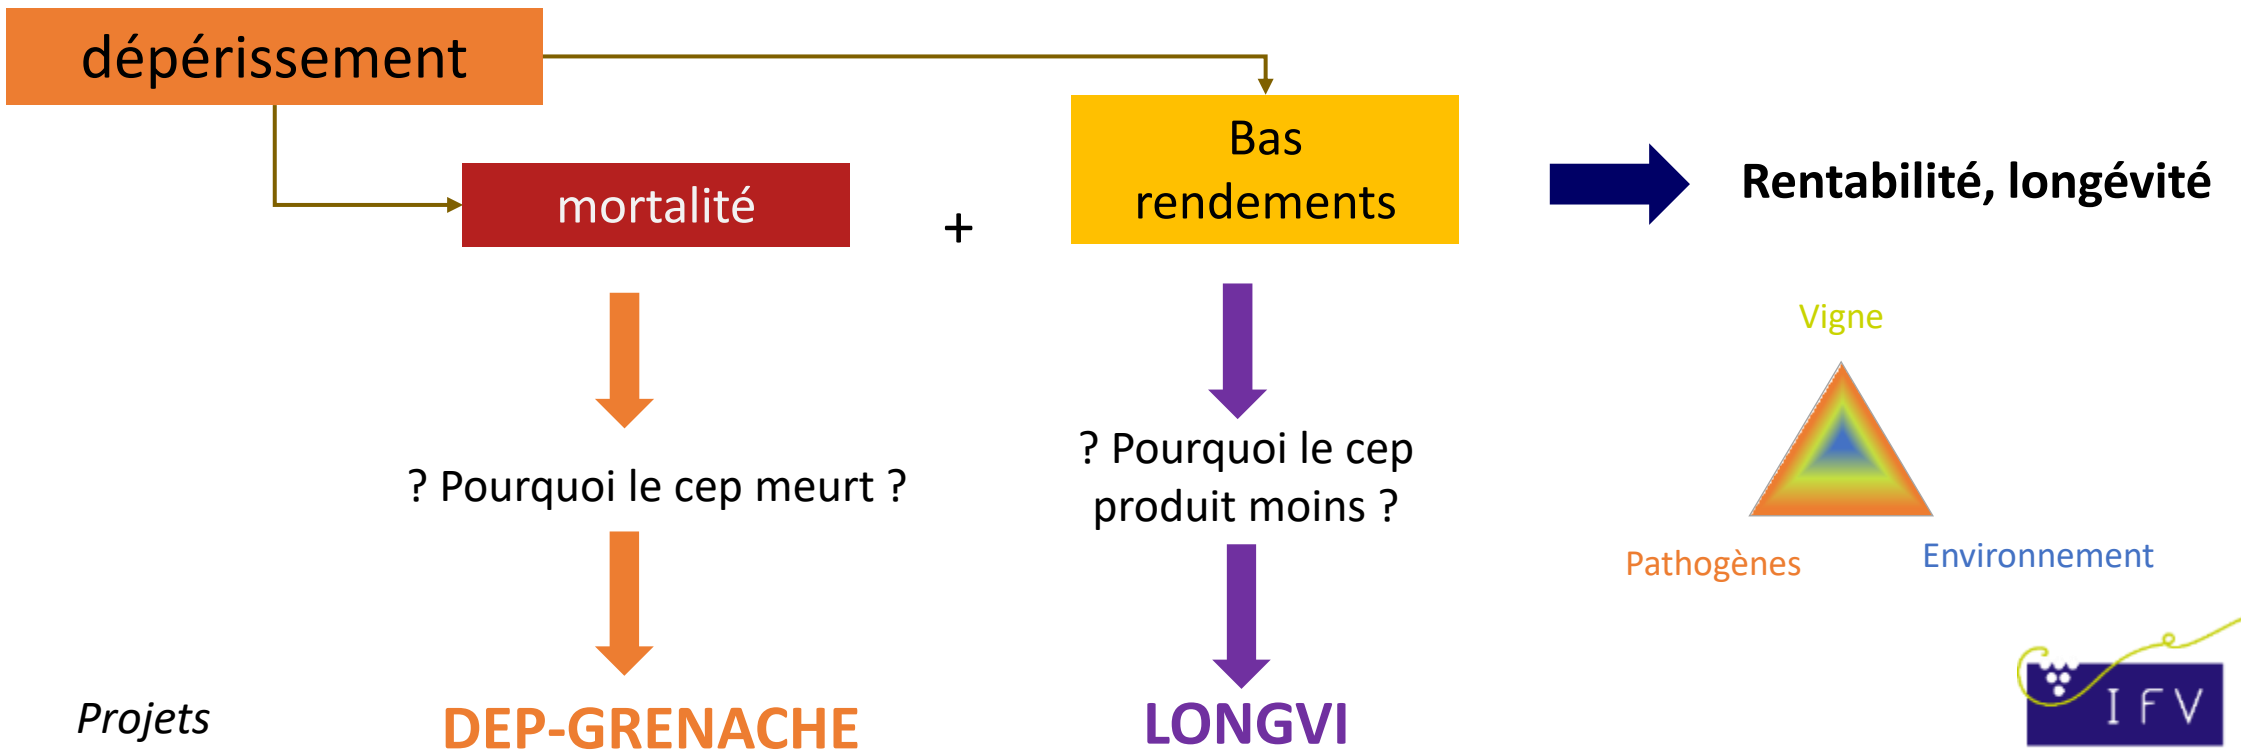 dépérissement
mortalité
+
Bas
rendements
Rentabilité, longévité
? Pourquoi le cep meurt ?
? Pourquoi le cep
produit moins ?
Vigne
Pathogènes
Environnement
Projets
DEP-GRENACHE
LONGVI
IFV